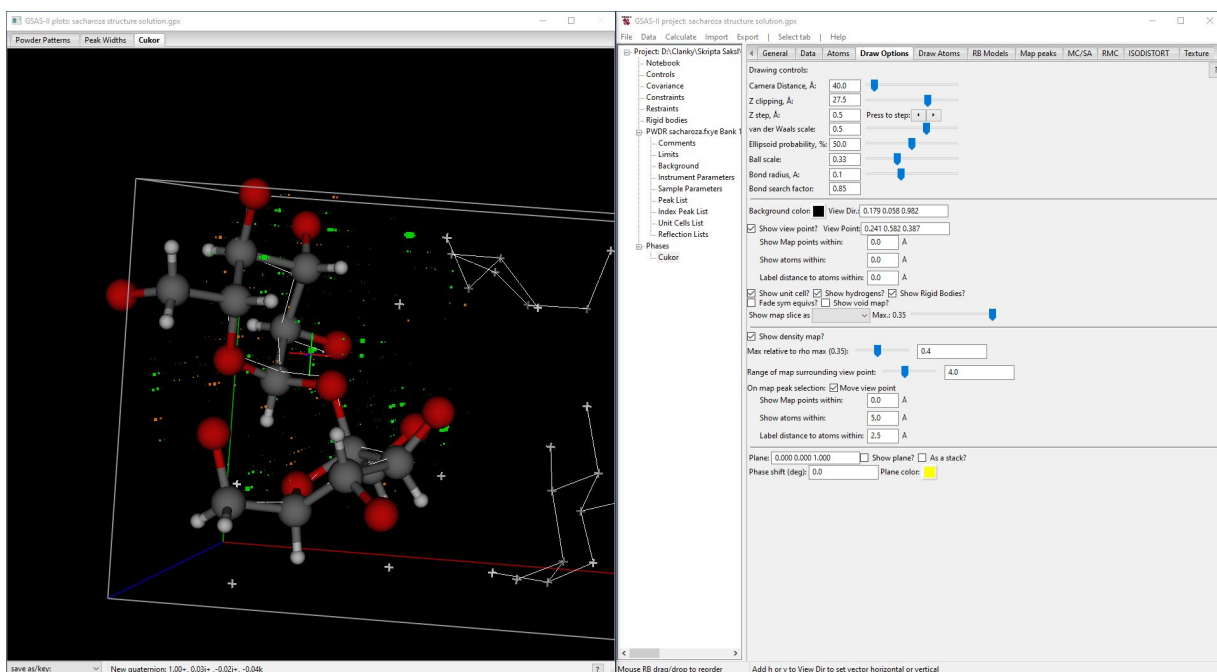 GSAS-II plots: sacharoza structure solution.gpx
Powder Patterns Peak Widths Cukor
save as/key: New quaternion: 1.00+, 0.03i+ ,-0.02j+ ,-0.04k ?
GSAS-II project: sacharoza structure solution.gpx
File Data Calculate Import Export | Select tab | Help
Project: D:\Clanky\Skripta SaksI\
Notebook
Controls
Covariance
Constraints
Restraints
Rigid bodies
PWDR sacharoza.fxye Bank 1
Comments
Limits
Background
Instrument Parameters
Sample Parameters
Peak List
Index Peak List
Unit Cells List
Reflection Lists
Phases
Cukor
General Data Atoms Draw Options Draw Atoms RB Models Map peaks MC/SA RMC ISODISTORT Texture
Drawing controls: ?
Camera Distance, Å: 40.0
Z clipping, Å: 27.5
Z step, Å: 0.5 Press to step:
van der Waals scale: 0.5
Ellipsoid probability, %: 50.0
Ball scale: 0.33
Bond radius, A: 0.1
Bond search factor: 0.85
Background color: View Dir.: 0.179 0.058 0.982
Show view point? View Point: 0.241 0.582 0.387
Show Map points within: 0.0 Å
Show atoms within: 0.0 Å
Label distance to atoms within: 0.0 Å
Show unit cell? Show hydrogens? Show Rigid Bodies?
Fade sym equivs? Show void map?
Show map slice as Max.: 0.35
Show density map?
Max relative to rho max (0.35): 0.4
Range of map surrounding view point: 4.0
On map peak selection: Move view point
Show Map points within: 0.0 Å
Show atoms within: 5.0 Å
Label distance to atoms within: 2.5 Å
Plane: 0.000 0.000 1.000 Show plane? As a stack?
Phase shift (deg): 0.0 Plane color:
Mouse RB drag/drop to reorder Add h or v to View Dir to set vector horizontal or vertical